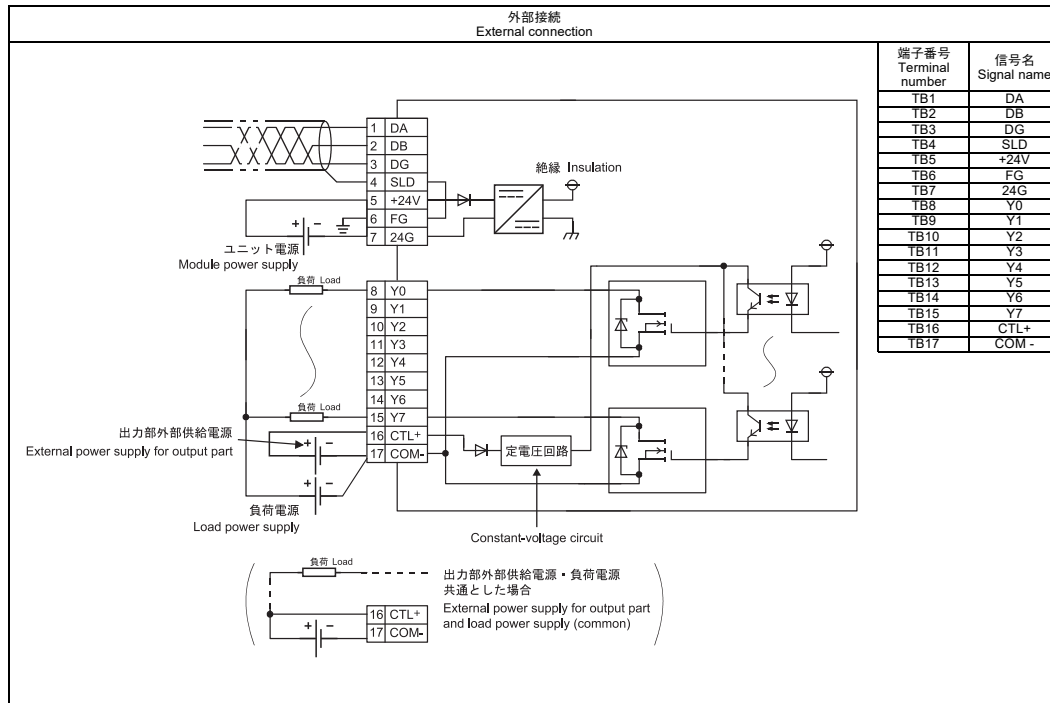 外部接続
External connection
端子番号
Terminal
number
信号名
Signal name
TB1 DA
TB2 DB
TB3 DG
TB4 SLD
TB5 +24V
TB6 FG
TB7 24G
TB8 Y0
TB9 Y1
TB10 Y2
TB11 Y3
TB12 Y4
TB13 Y5
TB14 Y6
TB15 Y7
TB16 CTL+
TB17 COM -
1 DA
2 DB
3 DG
4 SLD
5 +24V
6 FG
7 24G
絶縁 Insulation
+ −
ユニット電源
Module power supply
負荷 Load
8 Y0
9 Y1
10 Y2
11 Y3
12 Y4
13 Y5
14 Y6
15 Y7
16 CTL+
17 COM-
負荷 Load
出力部外部供給電源
External power supply for output part
+ −
+ −
負荷電源
Load power supply
定電圧回路
Constant-voltage circuit
負荷 Load
16 CTL+
17 COM-
+ −
出力部外部供給電源・負荷電源
共通とした場合
External power supply for output part
and load power supply (common)